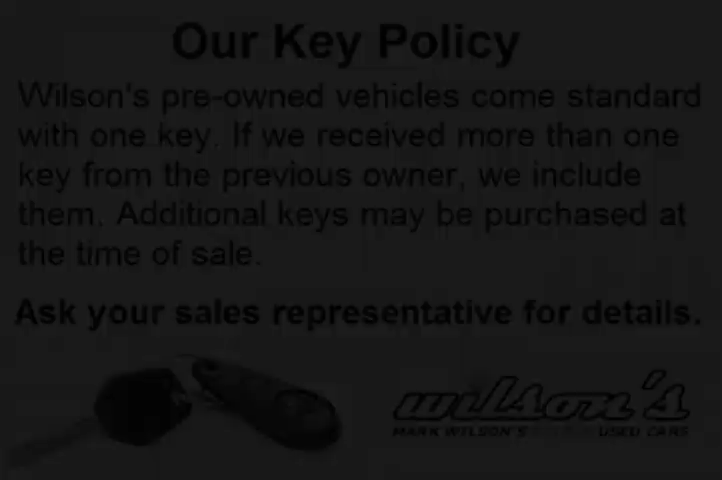 Our Key Policy
Wilson's pre-owned vehicles come standard
with one key. If we received more than one
key from the previous owner, we include
them. Additional keys may be purchased at
the time of sale.
Ask your sales representative for details.
wilson's
MARK WILSON'S USED CARS